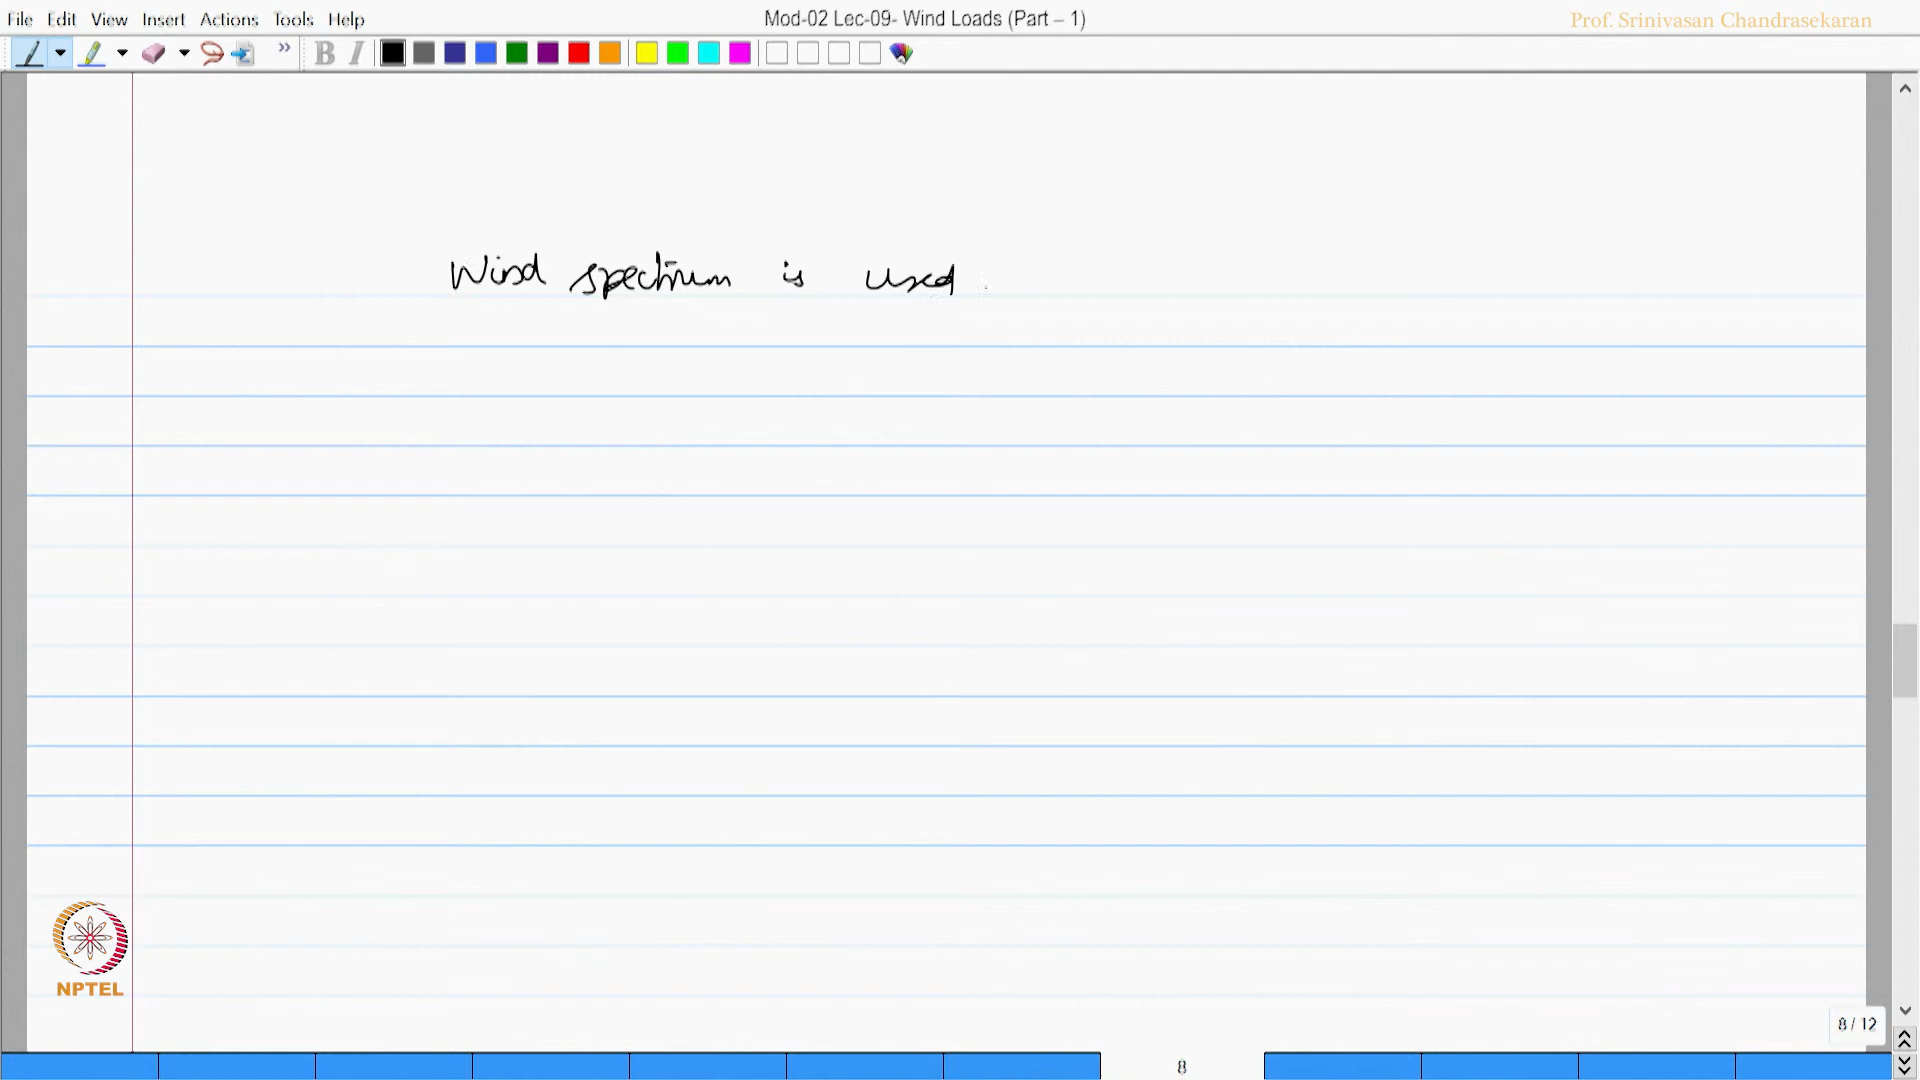 File Edit View Insert Actions Tools Help
Mod-02 Lec-09- Wind Loads (Part – 1)
Prof. Srinivasan Chandrasekaran
B I
Wind spectrum is used
NPTEL
8 / 12
8